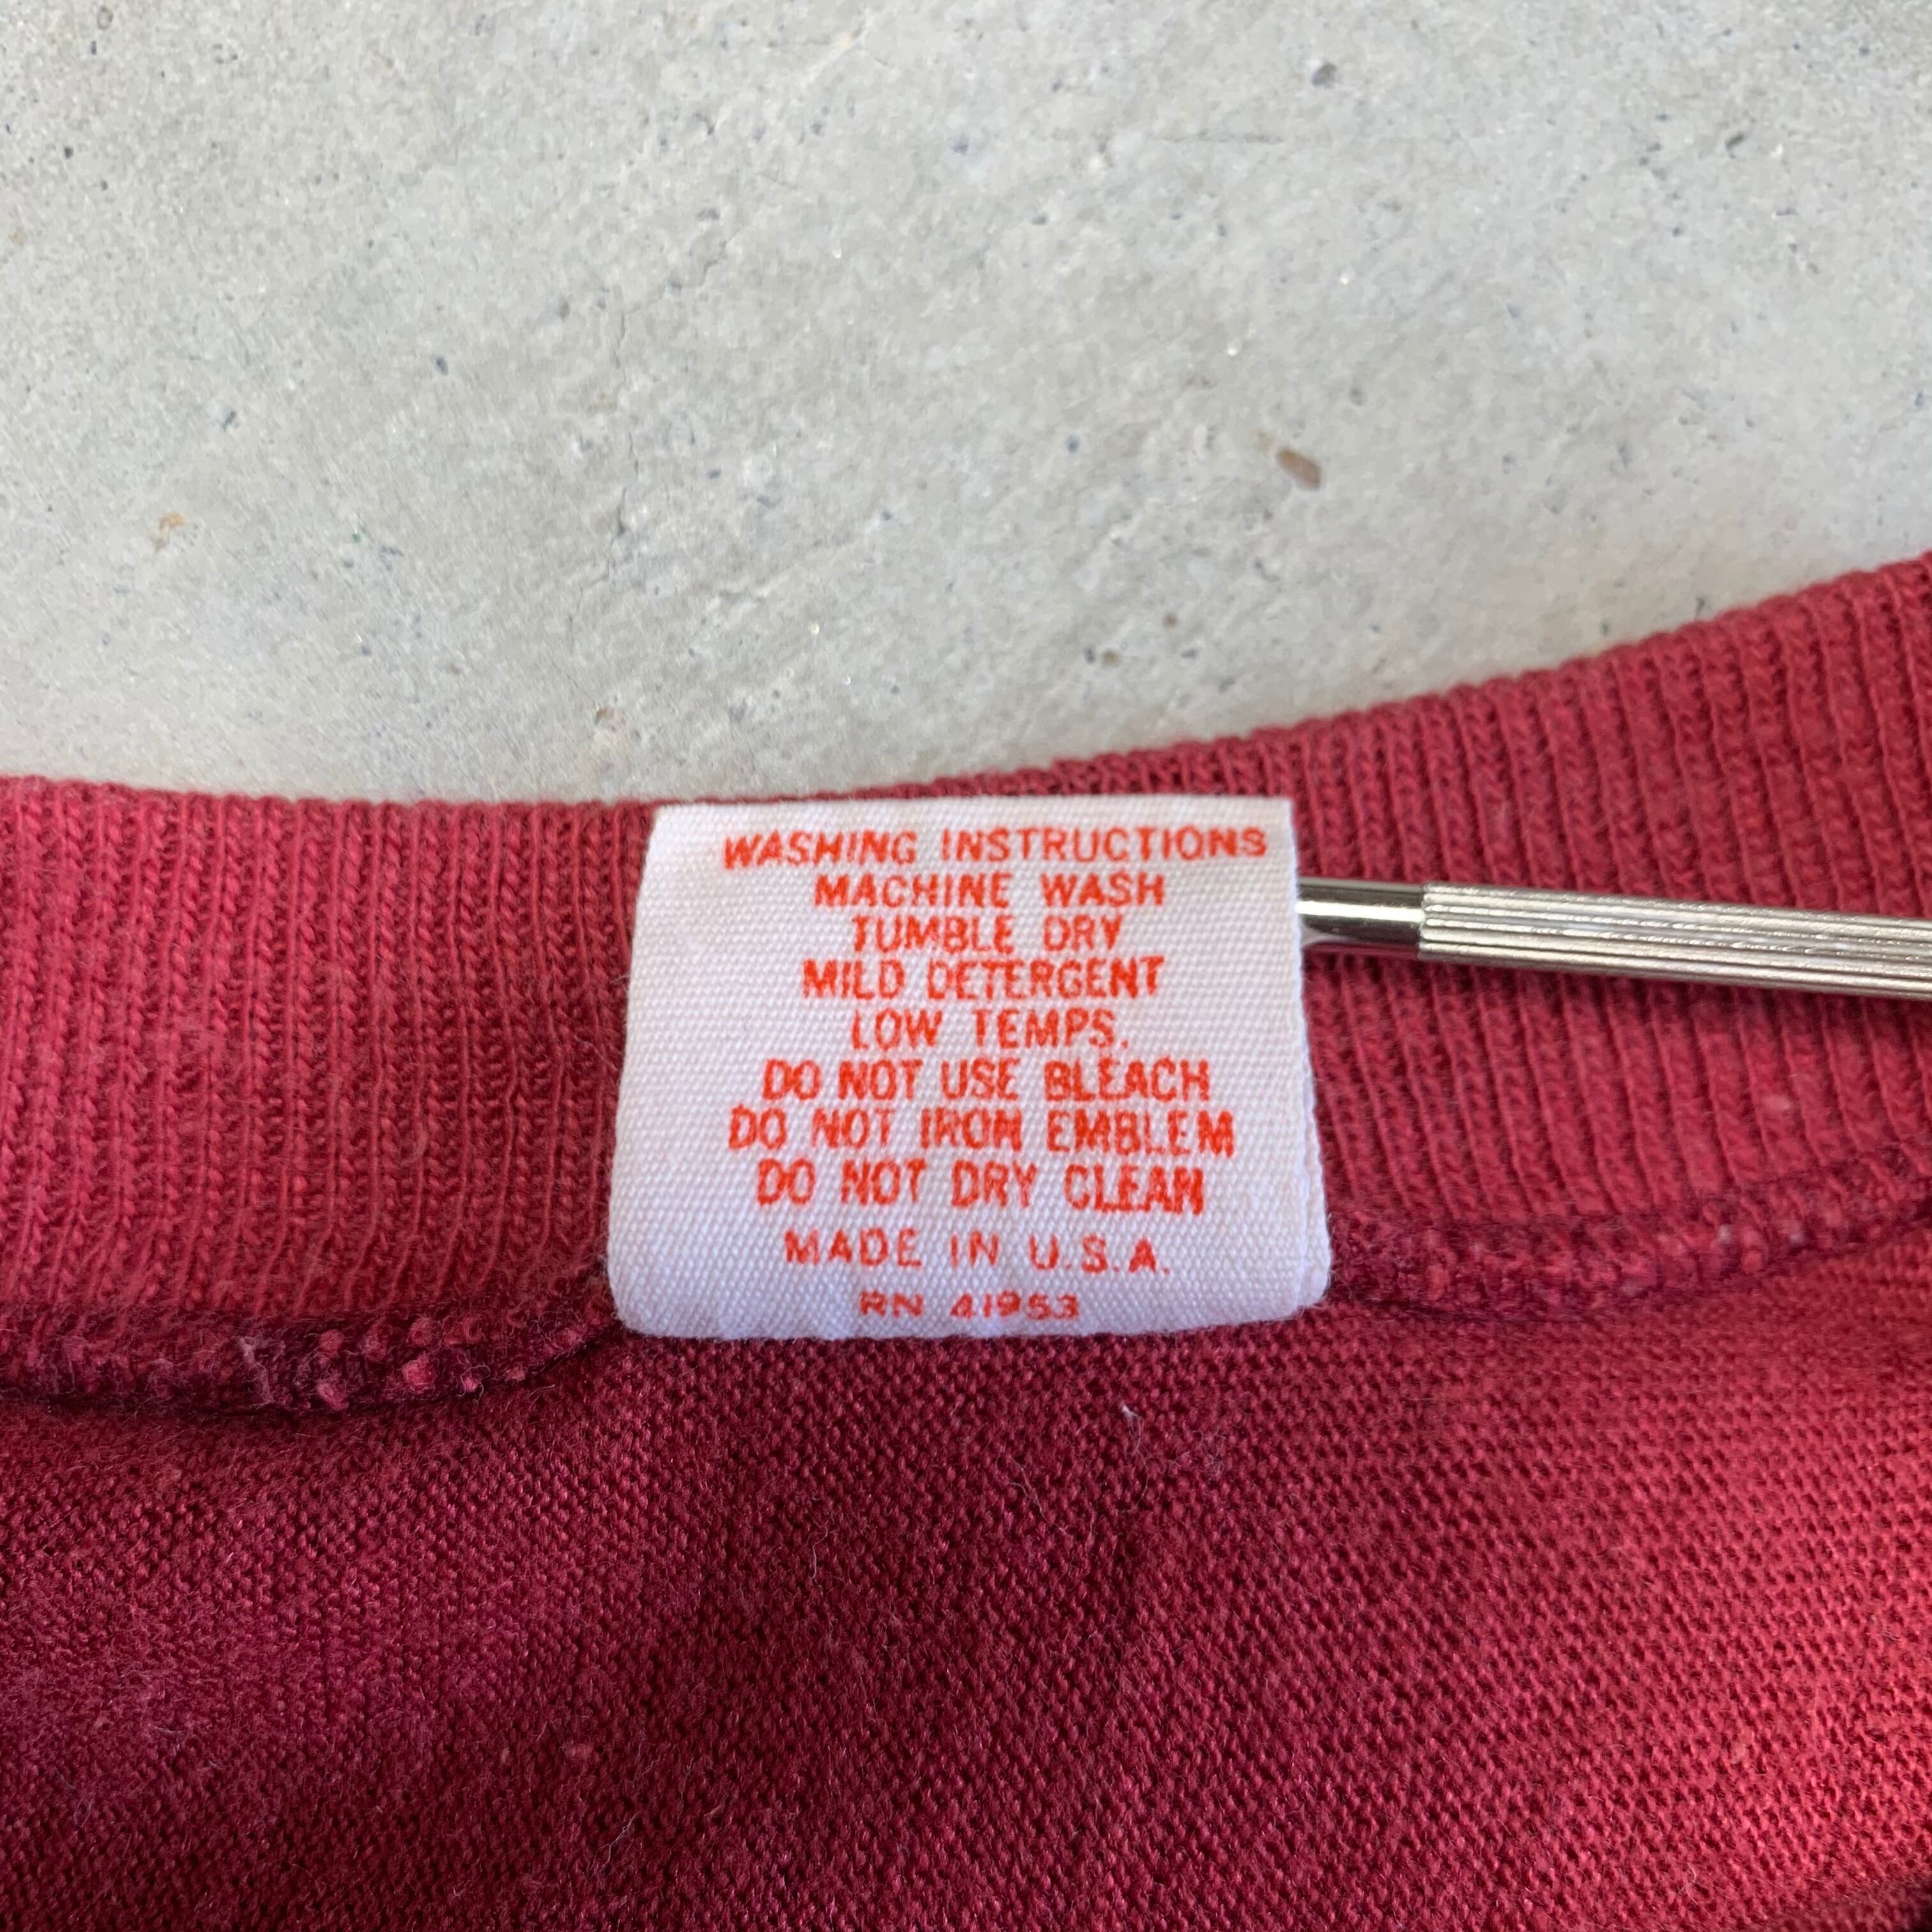 WASHING INSTRUCTIONS
MACHINE WASH
TUMBLE DRY
MILD DETERGENT
LOW TEMPS.
DO NOT USE BLEACH
DO NOT IRON EMBLEM
DO NOT DRY CLEAN
MADE IN U.S.A.
RN 41953